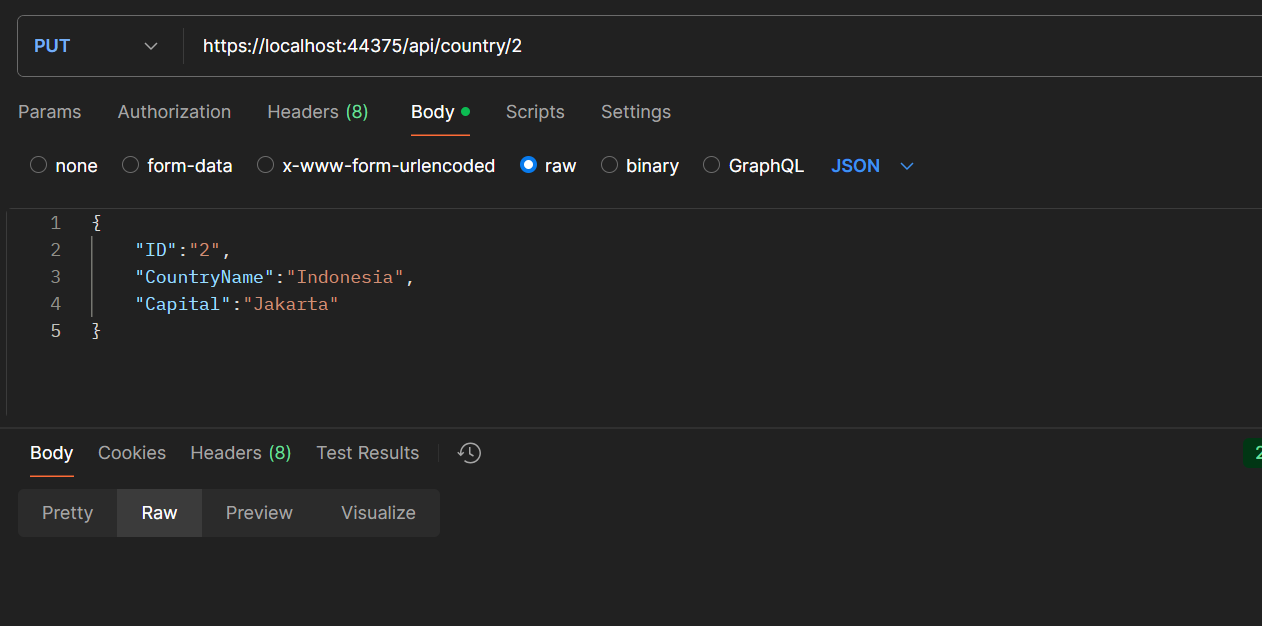 PUT https://localhost:44375/api/country/2
Params Authorization Headers (8) Body Scripts Settings
none form-data x-www-form-urlencoded raw binary GraphQL JSON
1 {
2 "ID":"2",
3 "CountryName":"Indonesia",
4 "Capital":"Jakarta"
5 }
Body Cookies Headers (8) Test Results
Pretty Raw Preview Visualize